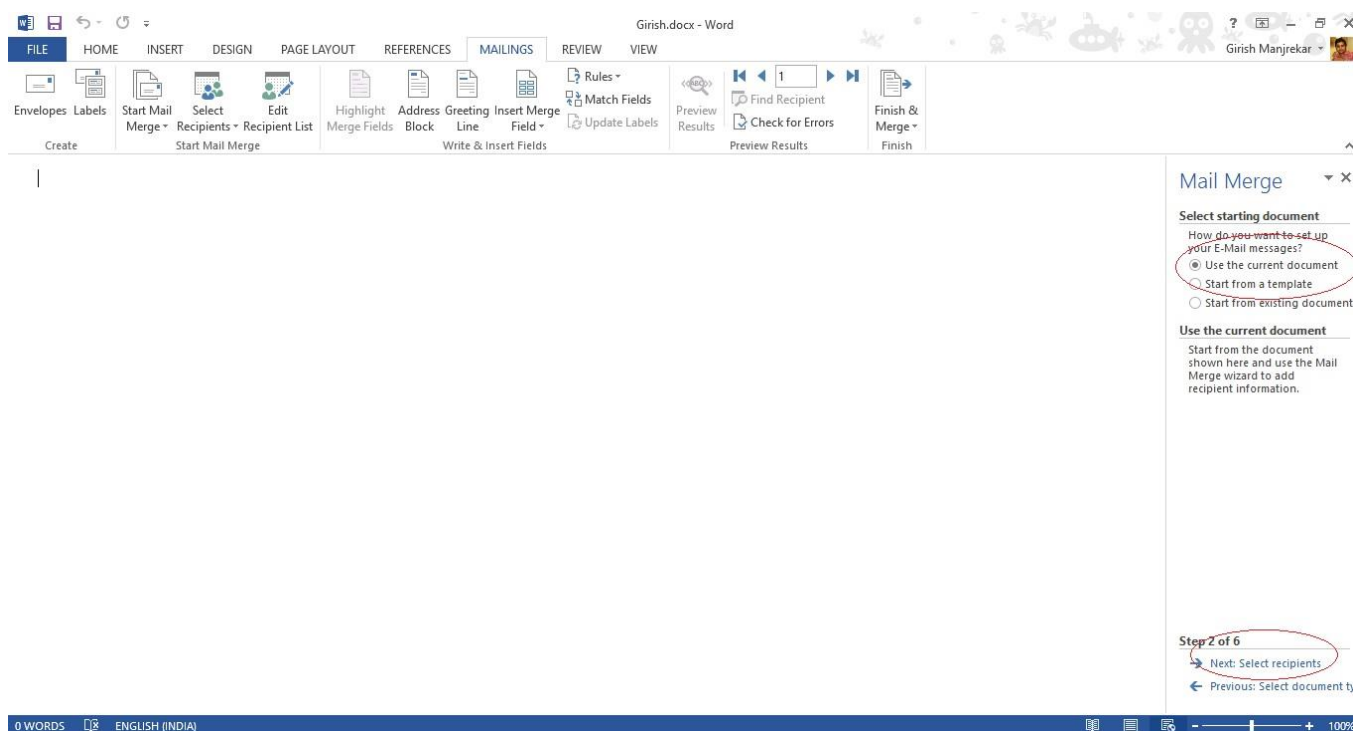 Girish.docx - Word
?
FILE HOME INSERT DESIGN PAGE LAYOUT REFERENCES MAILINGS REVIEW VIEW
Girish Manjrekar
Envelopes Labels
Create
Start Mail
Merge
Select
Recipients
Edit
Recipient List
Start Mail Merge
Highlight
Merge Fields
Address
Block
Greeting
Line
Insert Merge
Field
Rules
Match Fields
Update Labels
Write & Insert Fields
«ABC»
Preview
Results
1
Find Recipient
Check for Errors
Preview Results
Finish &
Merge
Finish
Mail Merge
Select starting document
How do you want to set up
your E-Mail messages?
Use the current document
Start from a template
Start from existing document
Use the current document
Start from the document
shown here and use the Mail
Merge wizard to add
recipient information.
Step 2 of 6
Next: Select recipients
Previous: Select document ty
0 WORDS ENGLISH (INDIA)
- + 100%